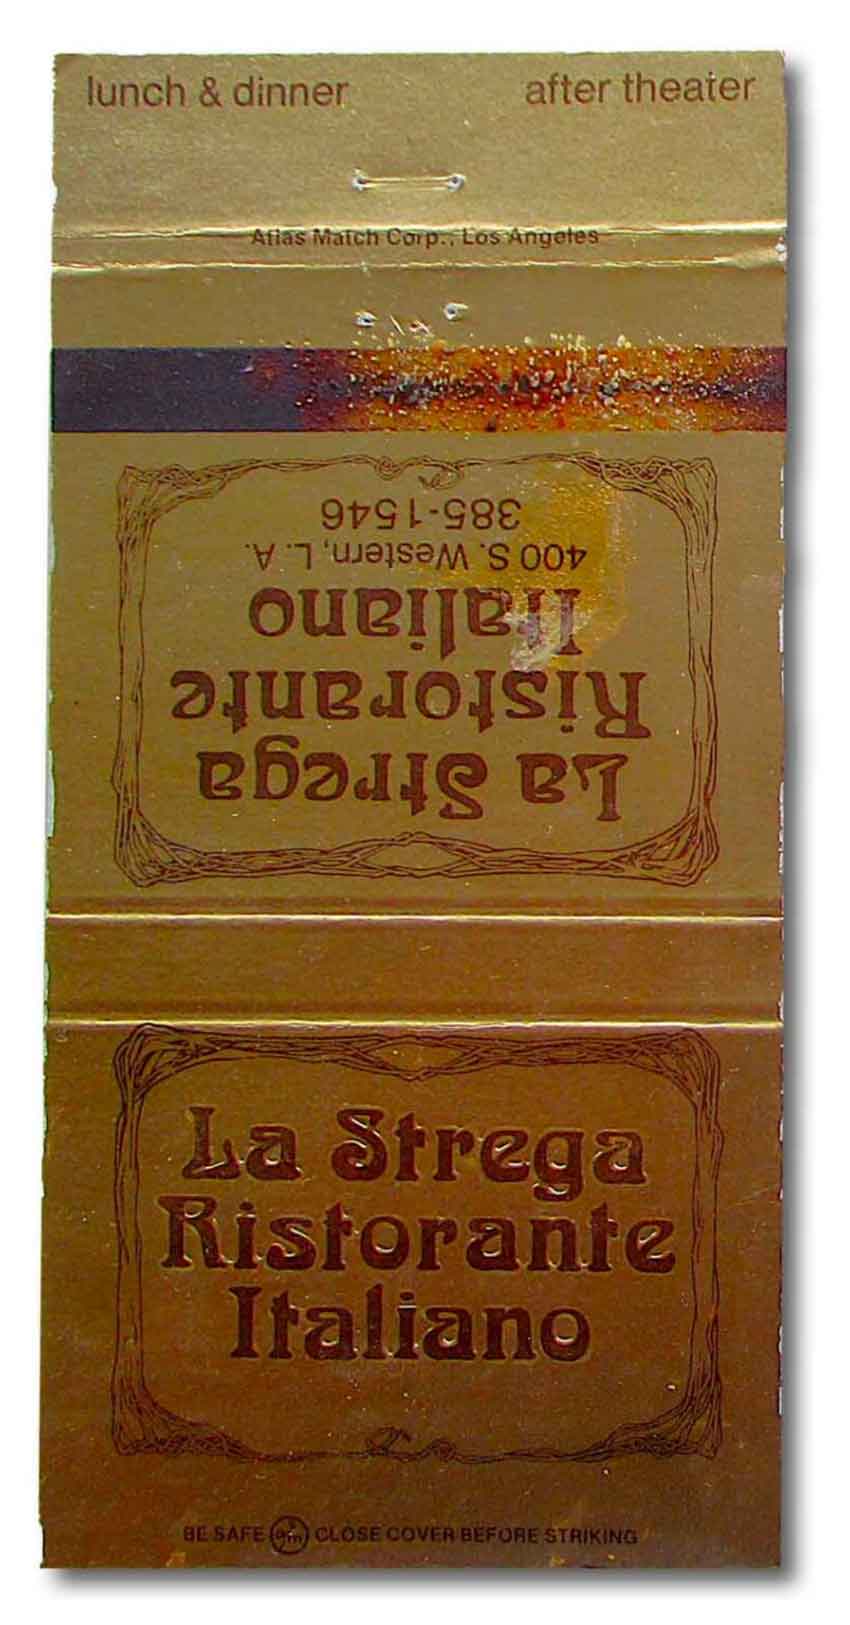 lunch & dinner after theater
Atlas Match Corp., Los Angeles
La Strega
Ristorante
Italiano
400 S. Western, L. A.
385-1546
La Strega
Ristorante
Italiano
BE SAFE CLOSE COVER BEFORE STRIKING